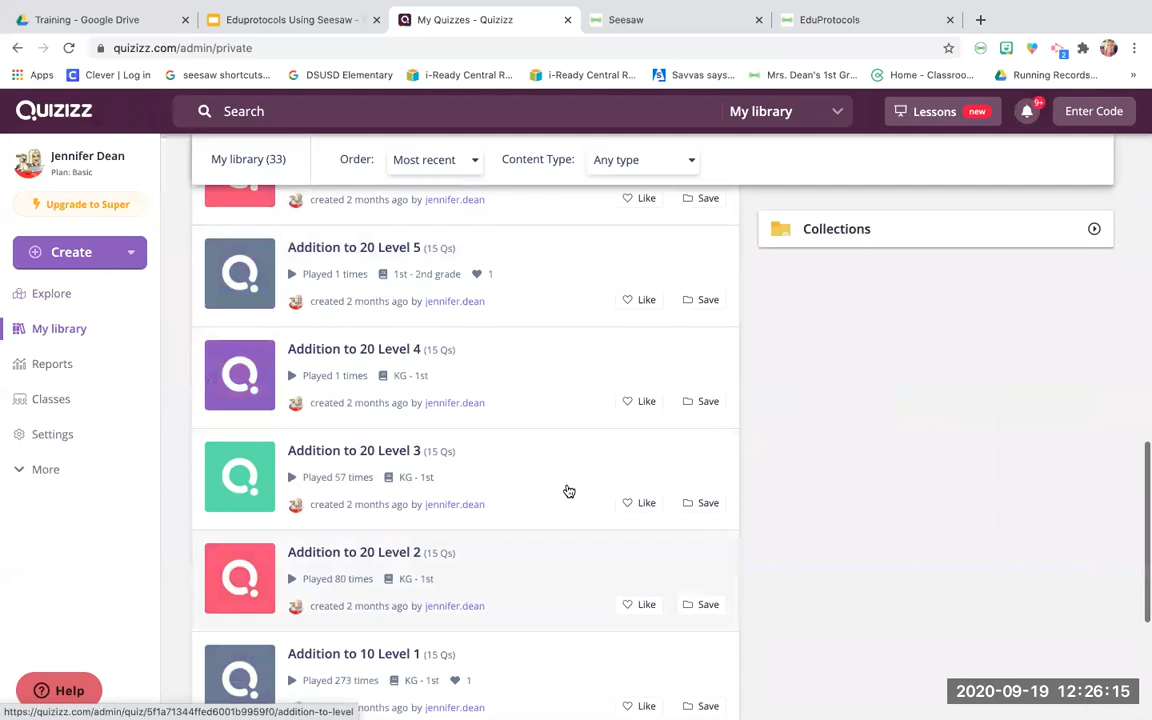 Training - Google Drive
Eduprotocols Using Seesaw -
My Quizzes - Quizizz
Seesaw
EduProtocols
quizizz.com/admin/private
Apps
Clever | Log in
seesaw shortcuts...
DSUSD Elementary
i-Ready Central R...
i-Ready Central R...
Savvas says...
Mrs. Dean's 1st Gr...
Home - Classroo...
Running Records...
QUIZIZZ
Search
My library
Lessons new
9+
Enter Code
Jennifer Dean
Plan: Basic
Upgrade to Super
Create
Explore
My library
Reports
Classes
Settings
More
Help
My library (33)
Order:
Most recent
Content Type:
Any type
created 2 months ago by jennifer.dean
Like
Save
Collections
Addition to 20 Level 5 (15 Qs)
Played 1 times 1st - 2nd grade 1
created 2 months ago by jennifer.dean
Like
Save
Addition to 20 Level 4 (15 Qs)
Played 1 times KG - 1st
created 2 months ago by jennifer.dean
Like
Save
Addition to 20 Level 3 (15 Qs)
Played 57 times KG - 1st
created 2 months ago by jennifer.dean
Like
Save
Addition to 20 Level 2 (15 Qs)
Played 80 times KG - 1st
created 2 months ago by jennifer.dean
Like
Save
Addition to 10 Level 1 (15 Qs)
Played 273 times KG - 1st 1
created 2 months ago by jennifer.dean
Like
Save
https://quizizz.com/admin/quiz/5f1a71344ffed6001b9959f0/addition-to-level
2020-09-19 12:26:15